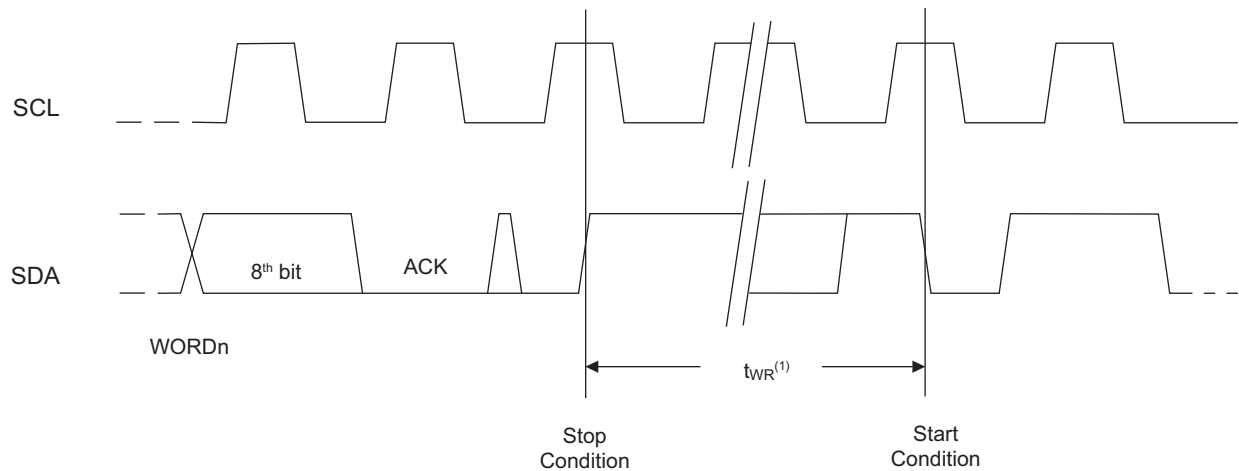 SCL
SDA
8th bit
ACK
WORDn
tWR(1)
Stop
Condition
Start
Condition